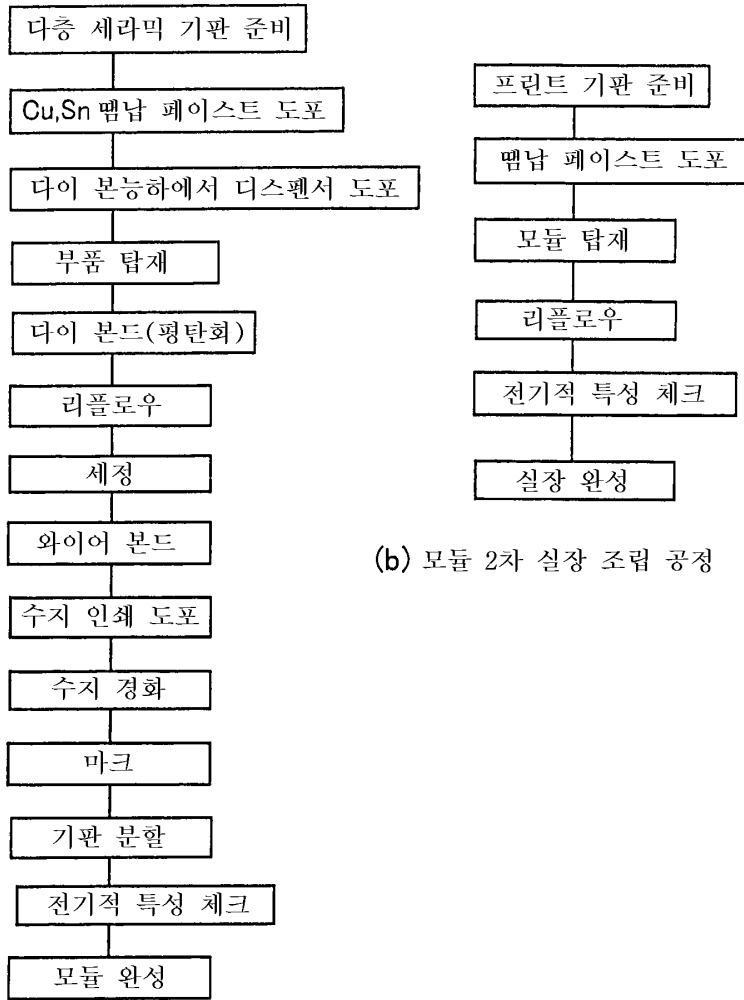 다층 세라믹 기판 준비
Cu,Sn 땜납 페이스트 도포
다이 본능하에서 디스펜서 도포
부품 탑재
다이 본드(평탄회)
리플로우
세정
와이어 본드
수지 인쇄 도포
수지 경화
마크
기판 분할
전기적 특성 체크
모듈 완성
프린트 기판 준비
땜납 페이스트 도포
모듈 탑재
리플로우
전기적 특성 체크
실장 완성
(b) 모듈 2차 실장 조립 공정